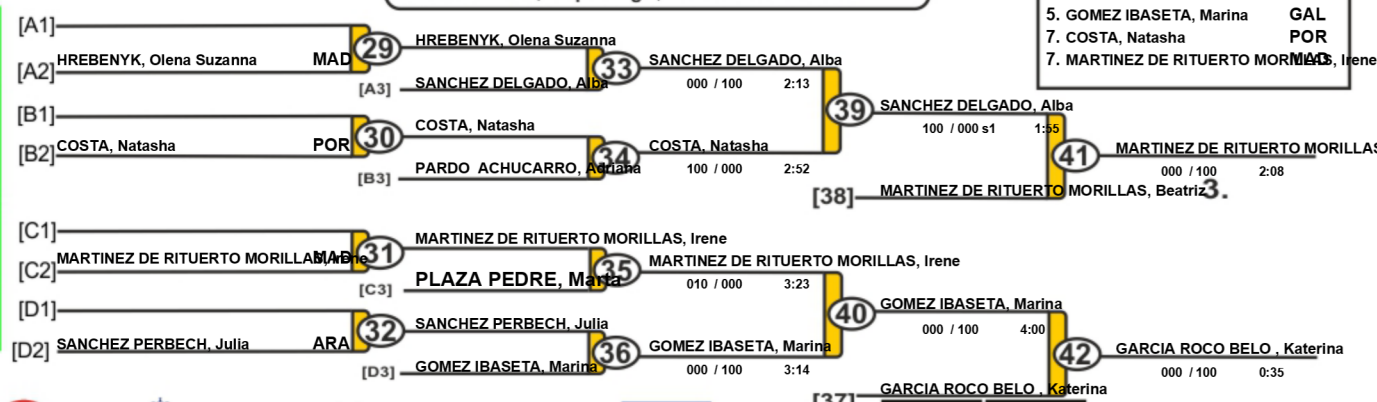 5. GOMEZ IBASETA, Marina GAL
7. COSTA, Natasha POR
7. MARTINEZ DE RITUERTO MORILLAS, Irene MAD
[A1]
HREBENYK, Olena Suzanna
29
[A2] HREBENYK, Olena Suzanna MAD
33
SANCHEZ DELGADO, Alba
[A3] SANCHEZ DELGADO, Alba
000 / 100 2:13
39
SANCHEZ DELGADO, Alba
100 / 000 s1 1:55
[B1]
COSTA, Natasha
30
[B2] COSTA, Natasha POR
34
COSTA, Natasha
[B3] PARDO ACHUCARRO, Adriana
100 / 000 2:52
41
MARTINEZ DE RITUERTO MORILLAS
000 / 100 2:08
[38] MARTINEZ DE RITUERTO MORILLAS, Beatriz
3.
[C1]
MARTINEZ DE RITUERTO MORILLAS, Irene
31
[C2] MARTINEZ DE RITUERTO MORILLAS, Irene MAD
35
MARTINEZ DE RITUERTO MORILLAS, Irene
[C3] PLAZA PEDRE, Marta
010 / 000 3:23
40
GOMEZ IBASETA, Marina
000 / 100 4:00
[D1]
SANCHEZ PERBECH, Julia
32
[D2] SANCHEZ PERBECH, Julia ARA
36
GOMEZ IBASETA, Marina
[D3] GOMEZ IBASETA, Marina
000 / 100 3:14
42
GARCIA ROCO BELO , Katerina
000 / 100 0:35
[37] GARCIA ROCO BELO , Katerina